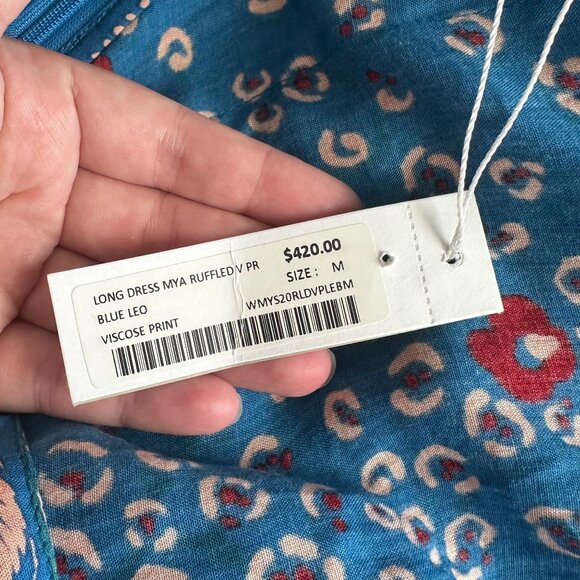 LONG DRESS MYA RUFFLED V PR $420.00
BLUE LEO SIZE : M
VISCOSE PRINT WMYS20RLDVPLEBM